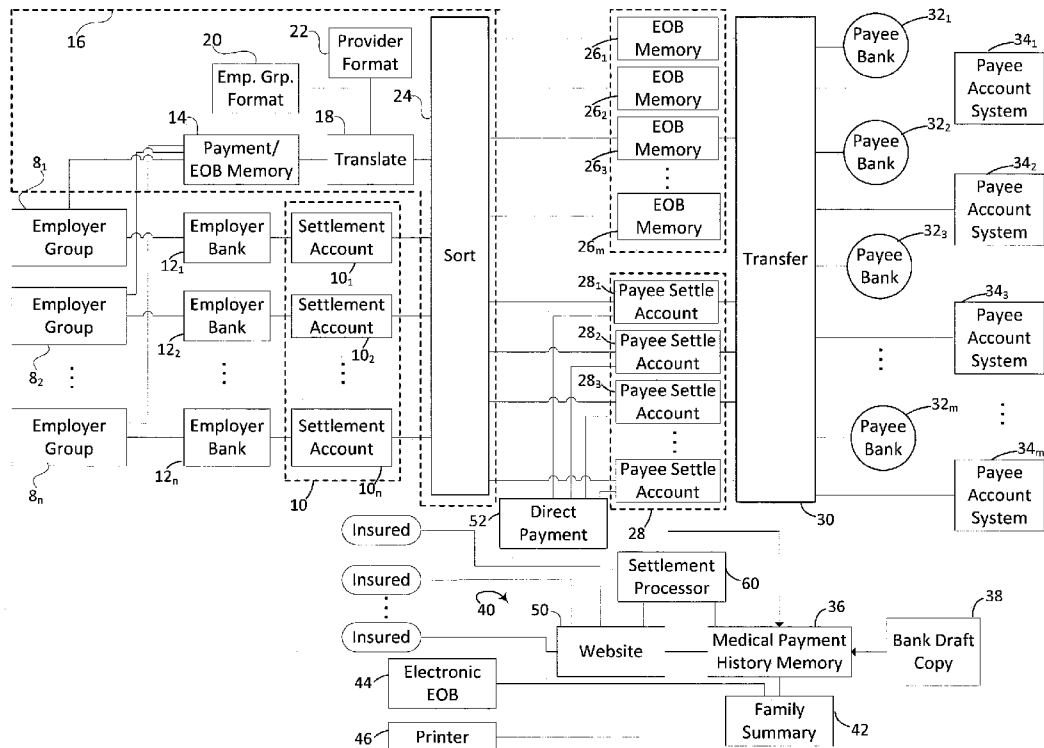 16
20
22
Provider
Format
Emp. Grp.
Format
24
14
18
Payment/
EOB Memory
Translate
8₁
Employer
Group
Employer
Bank
12₁
Settlement
Account
10₁
Employer
Group
8₂
Employer
Bank
12₂
Settlement
Account
10₂
Employer
Group
8ₙ
Employer
Bank
12ₙ
Settlement
Account
10ₙ
10
Sort
EOB
Memory
26₁
EOB
Memory
26₂
EOB
Memory
26₃
EOB
Memory
26ₘ
28₁
Payee Settle
Account
28₂
Payee Settle
Account
28₃
Payee Settle
Account
Payee Settle
Account
28
Transfer
30
Payee
Bank
32₁
Payee
Bank
32₂
Payee
Bank
32₃
Payee
Bank
32ₘ
34₁
Payee
Account
System
34₂
Payee
Account
System
34₃
Payee
Account
System
34ₘ
Payee
Account
System
52
Direct
Payment
Insured
Insured
Insured
40
Settlement
Processor
60
50
Website
36
Medical Payment
History Memory
38
Bank Draft
Copy
44
Electronic
EOB
Family
Summary
42
46
Printer